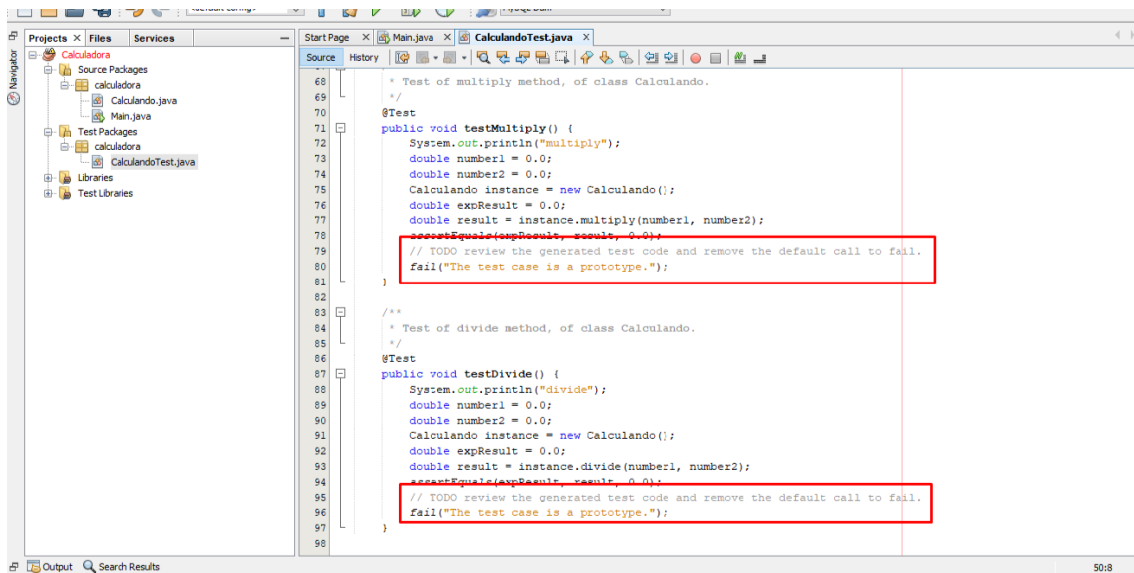 <default config>
MySQL Dum
Projects × Files Services
Start Page × Main.java × CalculandoTest.java ×
Navigator
Calculadora
Source Packages
calculadora
Calculando.java
Main.java
Test Packages
calculadora
CalculandoTest.java
Libraries
Test Libraries
Source History
68 * Test of multiply method, of class Calculando.
69 */
70 @Test
71 public void testMultiply() {
72 System.out.println("multiply");
73 double number1 = 0.0;
74 double number2 = 0.0;
75 Calculando instance = new Calculando();
76 double expResult = 0.0;
77 double result = instance.multiply(number1, number2);
78 assertEquals(expResult, result, 0.0);
79 // TODO review the generated test code and remove the default call to fail.
80 fail("The test case is a prototype.");
81 }
82
83 /**
84 * Test of divide method, of class Calculando.
85 */
86 @Test
87 public void testDivide() {
88 System.out.println("divide");
89 double number1 = 0.0;
90 double number2 = 0.0;
91 Calculando instance = new Calculando();
92 double expResult = 0.0;
93 double result = instance.divide(number1, number2);
94 assertEquals(expResult, result, 0.0);
95 // TODO review the generated test code and remove the default call to fail.
96 fail("The test case is a prototype.");
97 }
98
Output Search Results
50:8